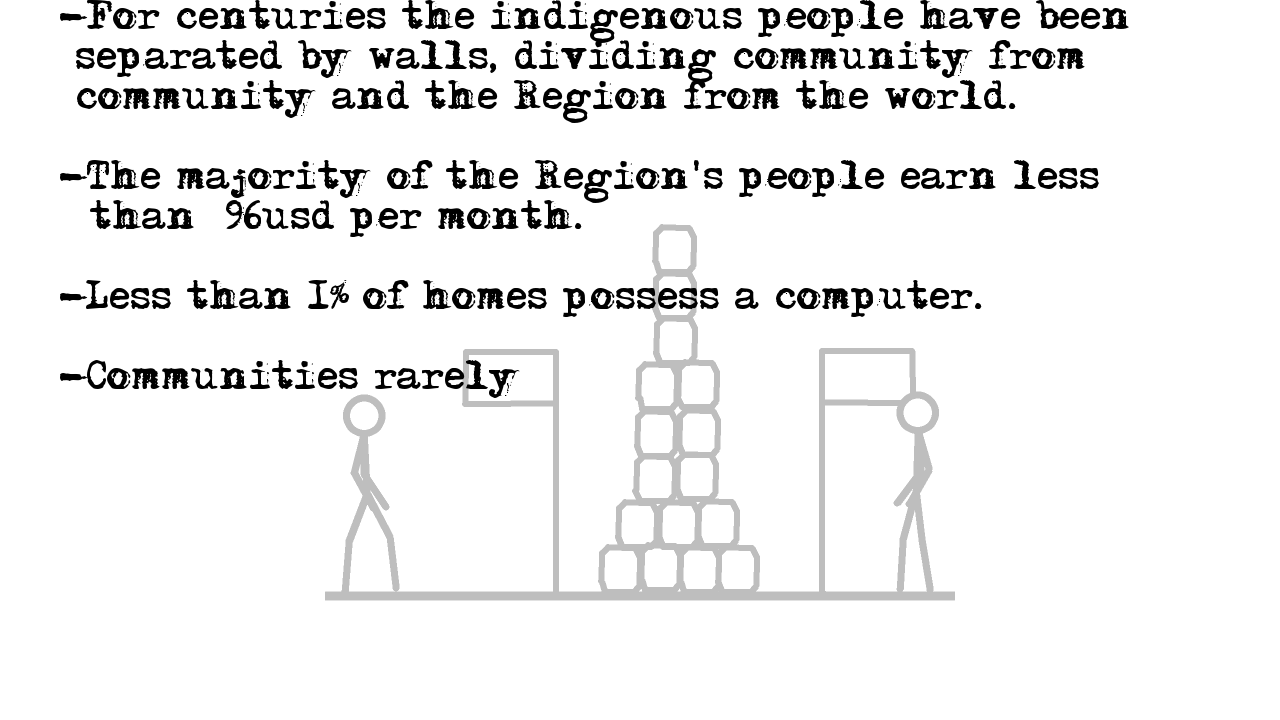 -For centuries the indigenous people have been
separated by walls, dividing community from
community and the Region from the world.
-The majority of the Region's people earn less
than 96usd per month.
-Less than 1% of homes possess a computer.
-Communities rarely